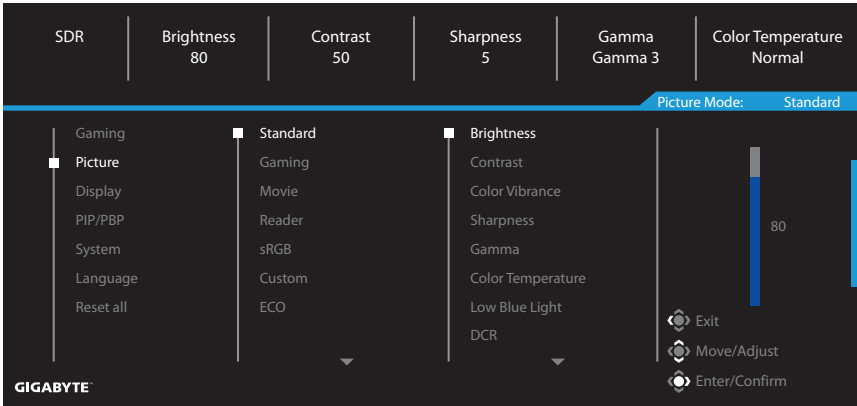 SDR Brightness Contrast Sharpness Gamma Color Temperature
80 50 5 Gamma 3 Normal
Picture Mode: Standard
Gaming Standard Brightness
Picture Gaming Contrast
Display Movie Color Vibrance
PIP/PBP Reader Sharpness
80
System sRGB Gamma
Language Custom Color Temperature
Reset all ECO Low Blue Light
Exit
DCR
Move/Adjust
GIGABYTE™ Enter/Confirm